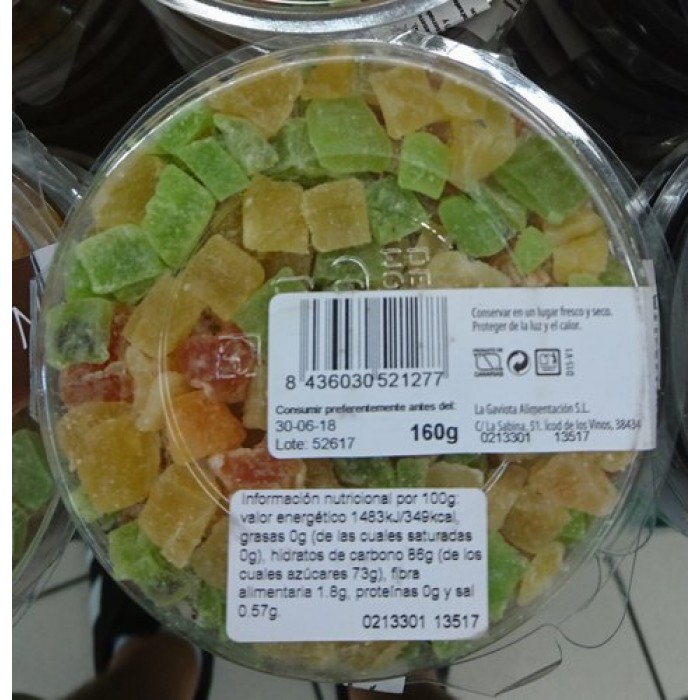 Conservar en un lugar fresco y seco.
Proteger de la luz y el calor.
D15-V1
8 436030 521277
Consumir preferentemente antes del:
30-06-18
160g
Lote: 52617
La Gaviota Alimentación S.L.
C/ La Sabina, 51. Icod de los Vinos, 38434
0213301 13517
Información nutricional por 100g:
valor energético 1483kJ/349kcal,
grasas 0g (de las cuales saturadas
0g), hidratos de carbono 86g (de los
cuales azúcares 73g), fibra
alimentaria 1.8g, proteínas 0g y sal
0.57g.
0213301 13517